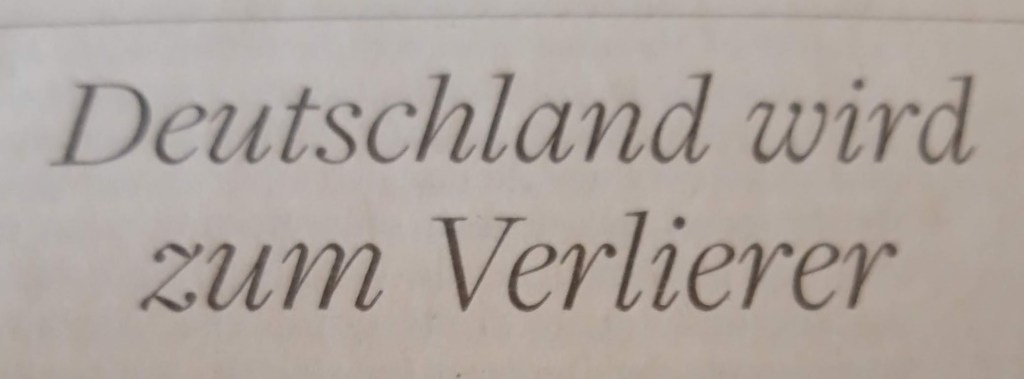 Deutschland wird
zum Verlierer